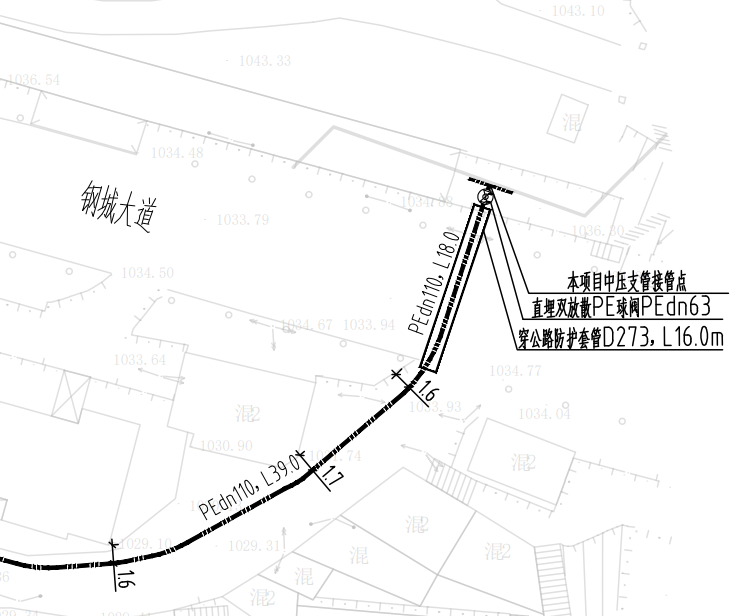 1043.10
1043.33
1036.54
混
1034.48
钢城大道
1033.79
1036.30
1034.50
PEdn110, L18.0
本项目中压支管接管点
直埋双放散PE球阀PEdn63
穿公路防护套管D273, L16.0m
1034.67
1033.94
1033.64
1034.77
1.6
混2
1034.04
1030.90
混2
1.7
PEdn110, L39.0
混2
1029.10
1029.31
混
混2
1.6
混
混2